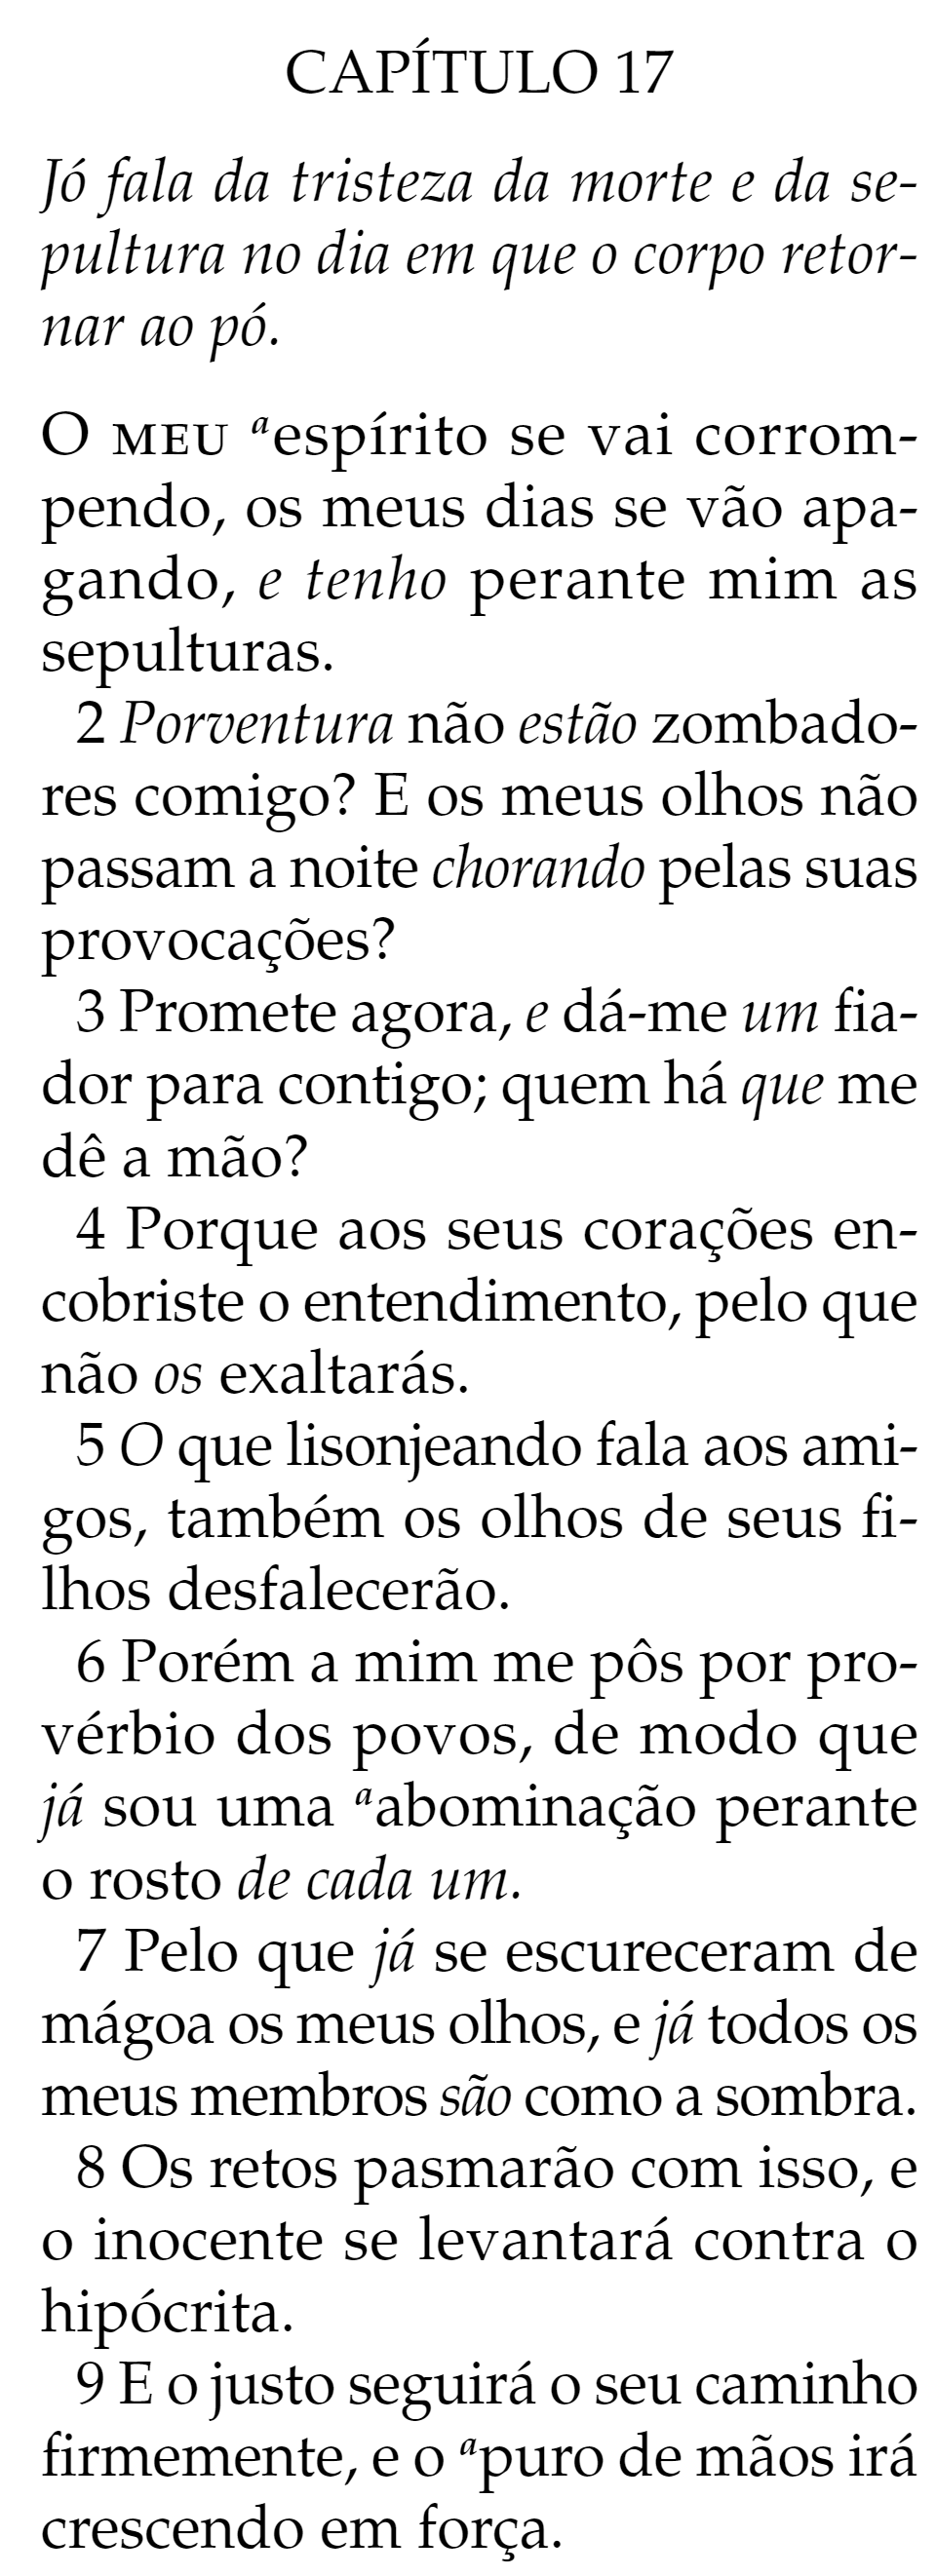 CAPÍTULO 17
Jó fala da tristeza da morte e da se-
pultura no dia em que o corpo retor-
nar ao pó.
O MEU ᵃespírito se vai corrom-
pendo, os meus dias se vão apa-
gando, e tenho perante mim as
sepulturas.
2 Porventura não estão zombado-
res comigo? E os meus olhos não
passam a noite chorando pelas suas
provocações?
3 Promete agora, e dá-me um fia-
dor para contigo; quem há que me
dê a mão?
4 Porque aos seus corações en-
cobriste o entendimento, pelo que
não os exaltarás.
5 O que lisonjeando fala aos ami-
gos, também os olhos de seus fi-
lhos desfalecerão.
6 Porém a mim me pôs por pro-
vérbio dos povos, de modo que
já sou uma ᵃabominação perante
o rosto de cada um.
7 Pelo que já se escureceram de
mágoa os meus olhos, e já todos os
meus membros são como a sombra.
8 Os retos pasmarão com isso, e
o inocente se levantará contra o
hipócrita.
9 E o justo seguirá o seu caminho
firmemente, e o ᵃpuro de mãos irá
crescendo em força.